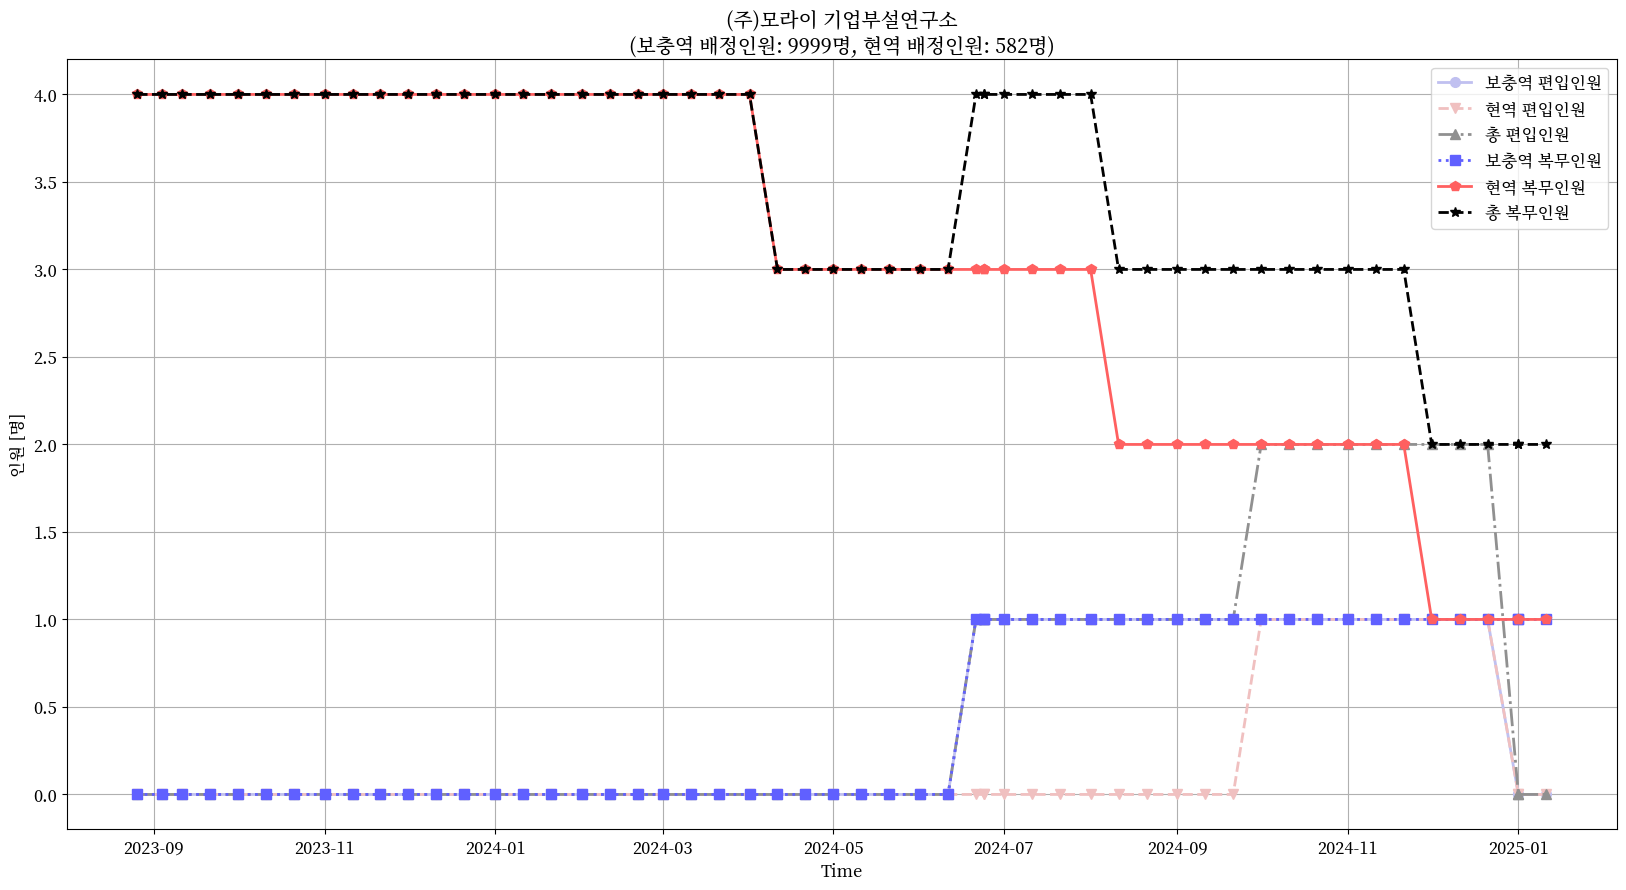 (주)모라이 기업부설연구소
(보충역 배정인원: 9999명, 현역 배정인원: 582명)
보충역 편입인원
현역 편입인원
총 편입인원
보충역 복무인원
현역 복무인원
총 복무인원
4.0
3.5
3.0
2.5
2.0
1.5
1.0
0.5
0.0
인원 [명]
2023-09
2023-11
2024-01
2024-03
2024-05
2024-07
2024-09
2024-11
2025-01
Time